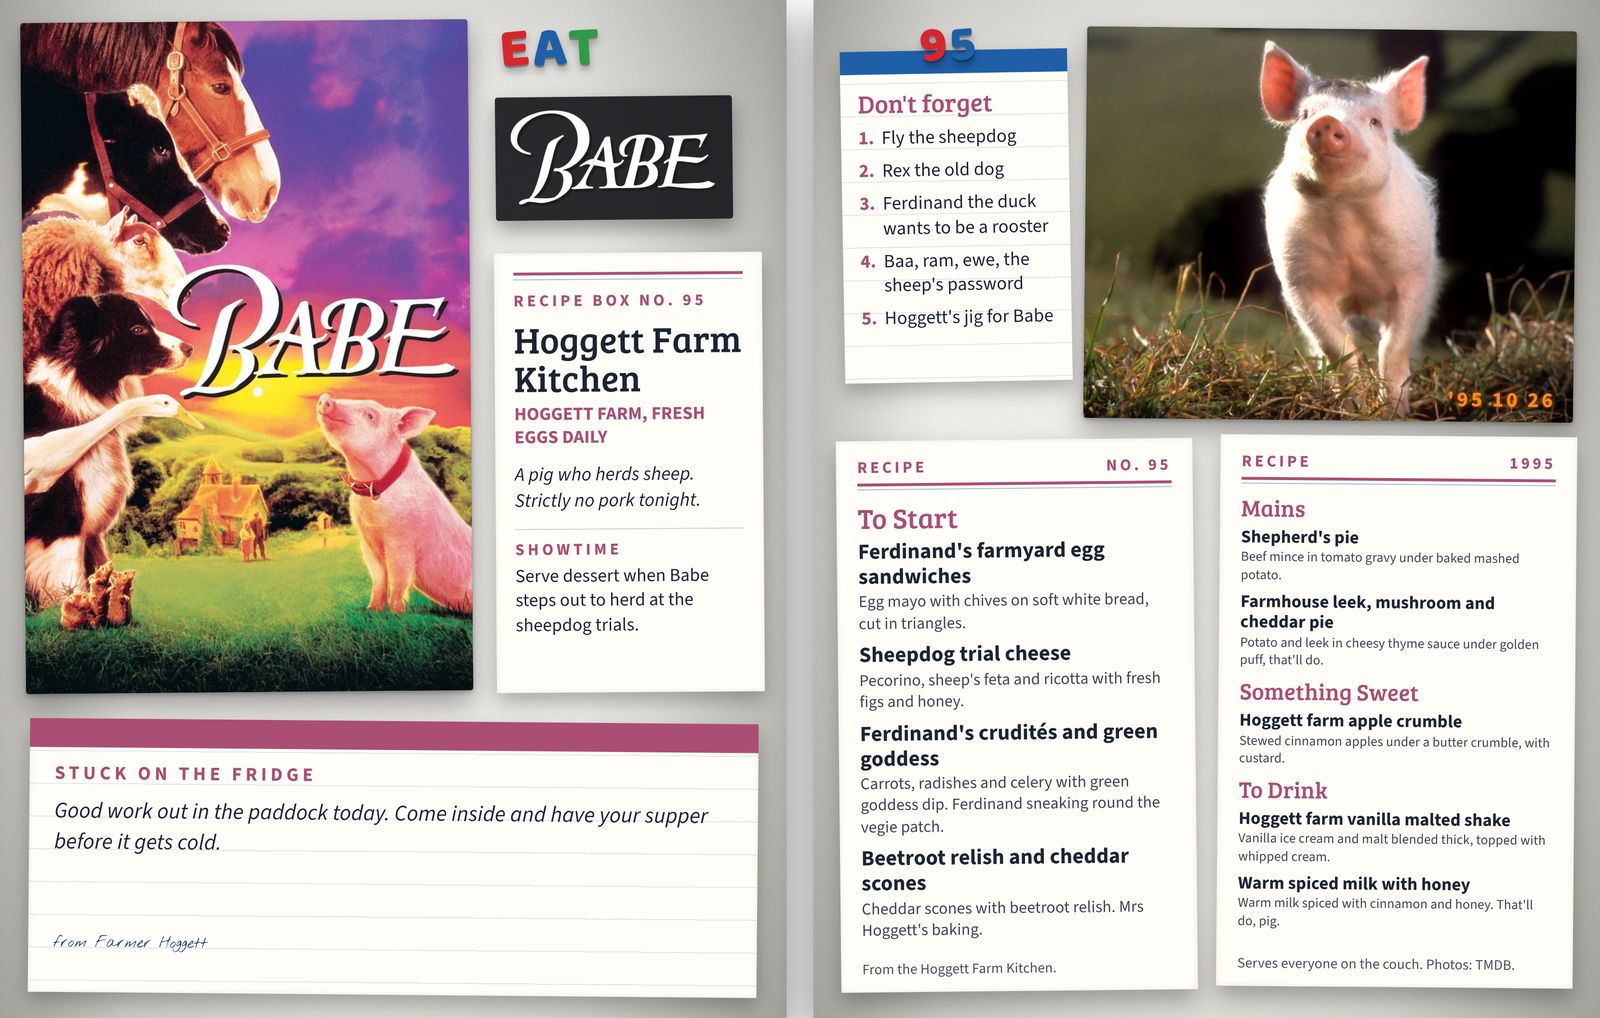 EAT
BABE
BABE
RECIPE BOX NO. 95
Hoggett Farm
Kitchen
HOGGETT FARM, FRESH
EGGS DAILY
A pig who herds sheep.
Strictly no pork tonight.
SHOWTIME
Serve dessert when Babe
steps out to herd at the
sheepdog trials.
STUCK ON THE FRIDGE
Good work out in the paddock today. Come inside and have your supper
before it gets cold.
from Farmer Hoggett
95
Don't forget
1. Fly the sheepdog
2. Rex the old dog
3. Ferdinand the duck
wants to be a rooster
4. Baa, ram, ewe, the
sheep's password
5. Hoggett's jig for Babe
'95 10 26
RECIPE NO. 95
To Start
Ferdinand's farmyard egg
sandwiches
Egg mayo with chives on soft white bread,
cut in triangles.
Sheepdog trial cheese
Pecorino, sheep's feta and ricotta with fresh
figs and honey.
Ferdinand's crudités and green
goddess
Carrots, radishes and celery with green
goddess dip. Ferdinand sneaking round the
vegie patch.
Beetroot relish and cheddar
scones
Cheddar scones with beetroot relish. Mrs
Hoggett's baking.
From the Hoggett Farm Kitchen.
RECIPE 1995
Mains
Shepherd's pie
Beef mince in tomato gravy under baked mashed
potato.
Farmhouse leek, mushroom and
cheddar pie
Potato and leek in cheesy thyme sauce under golden
puff, that'll do.
Something Sweet
Hoggett farm apple crumble
Stewed cinnamon apples under a butter crumble, with
custard.
To Drink
Hoggett farm vanilla malted shake
Vanilla ice cream and malt blended thick, topped with
whipped cream.
Warm spiced milk with honey
Warm milk spiced with cinnamon and honey. That'll
do, pig.
Serves everyone on the couch. Photos: TMDB.